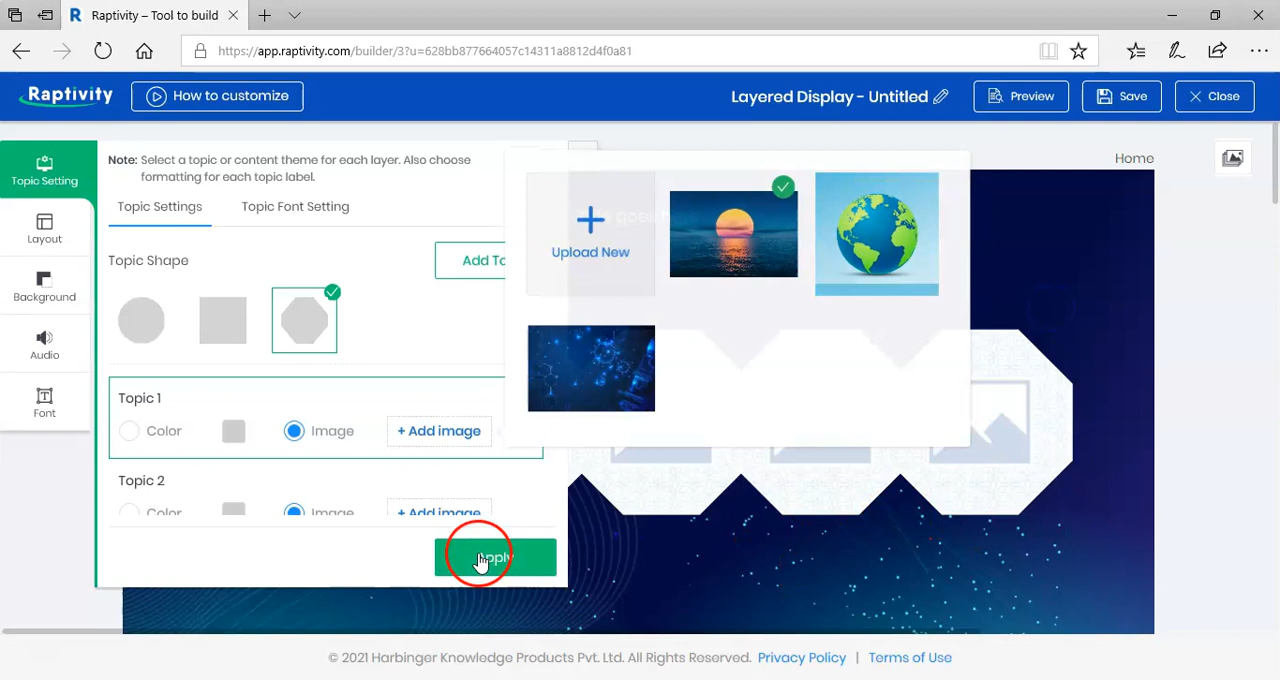 Raptivity – Tool to build
https://app.raptivity.com/builder/3?u=628bb877664057c14311a8812d4f0a81
Raptivity
How to customize
Layered Display - Untitled
Preview
Save
Close
Home
Topic Setting
Layout
Background
Audio
Font
Note: Select a topic or content theme for each layer. Also choose
formatting for each topic label.
Topic Settings
Topic Font Setting
Topic Shape
Add To
Upload New
Topic 1
Color
Image
+ Add image
Topic 2
Color
Image
+ Add image
Apply
© 2021 Harbinger Knowledge Products Pvt. Ltd. All Rights Reserved. Privacy Policy | Terms of Use